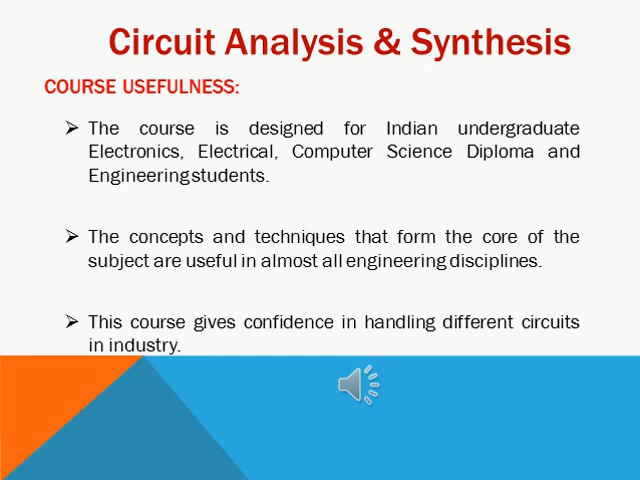 Circuit Analysis & Synthesis
COURSE USEFULNESS:
➢ The course is designed for Indian undergraduate
Electronics, Electrical, Computer Science Diploma and
Engineering students.
➢ The concepts and techniques that form the core of the
subject are useful in almost all engineering disciplines.
➢ This course gives confidence in handling different circuits
in industry.